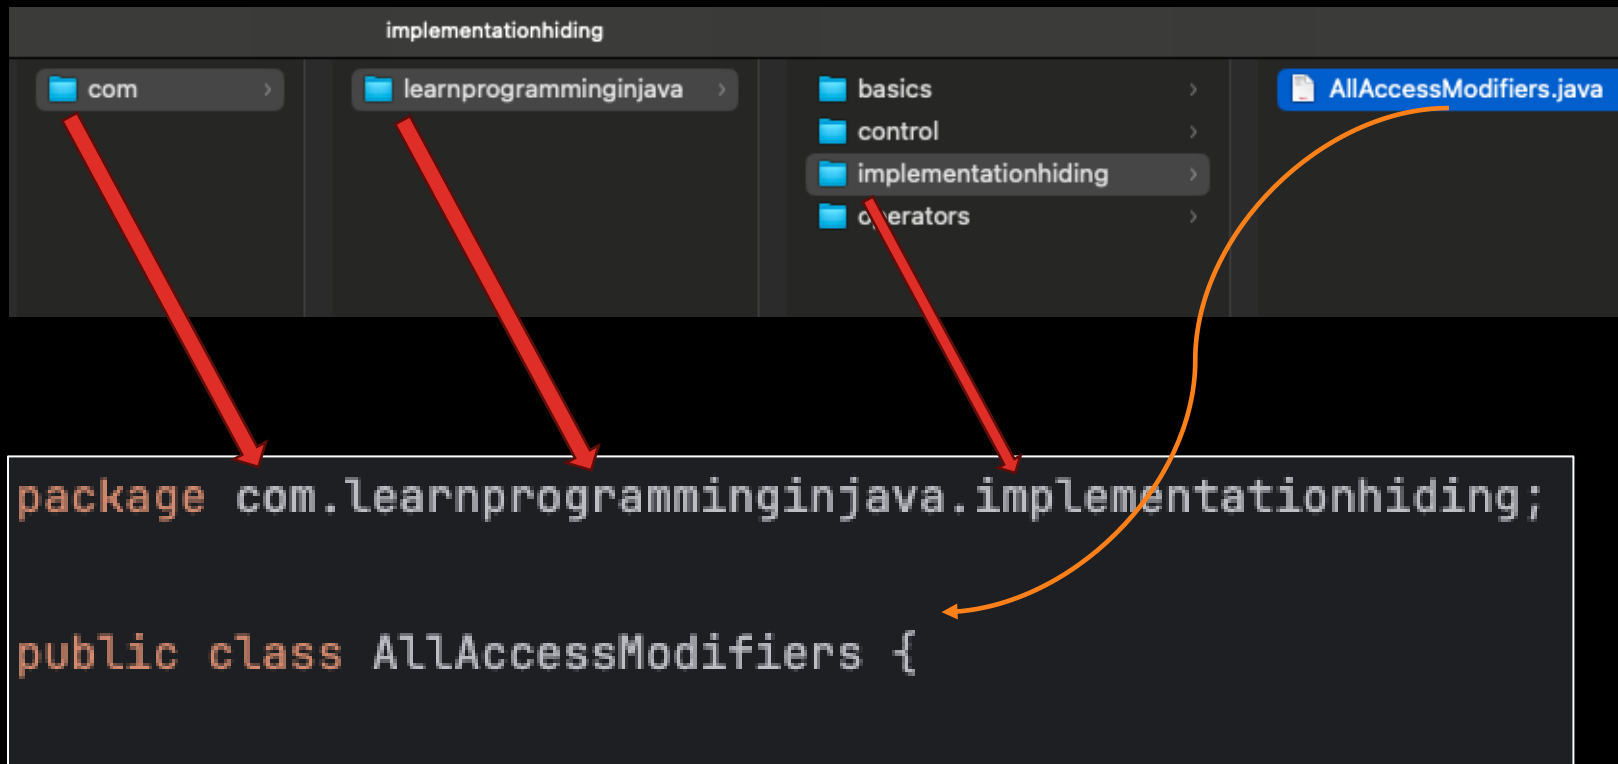 implementationhiding
com
learnprogramminginjava
basics
control
implementationhiding
operators
AllAccessModifiers.java
package com.learnprogramminginjava.implementationhiding;
public class AllAccessModifiers {